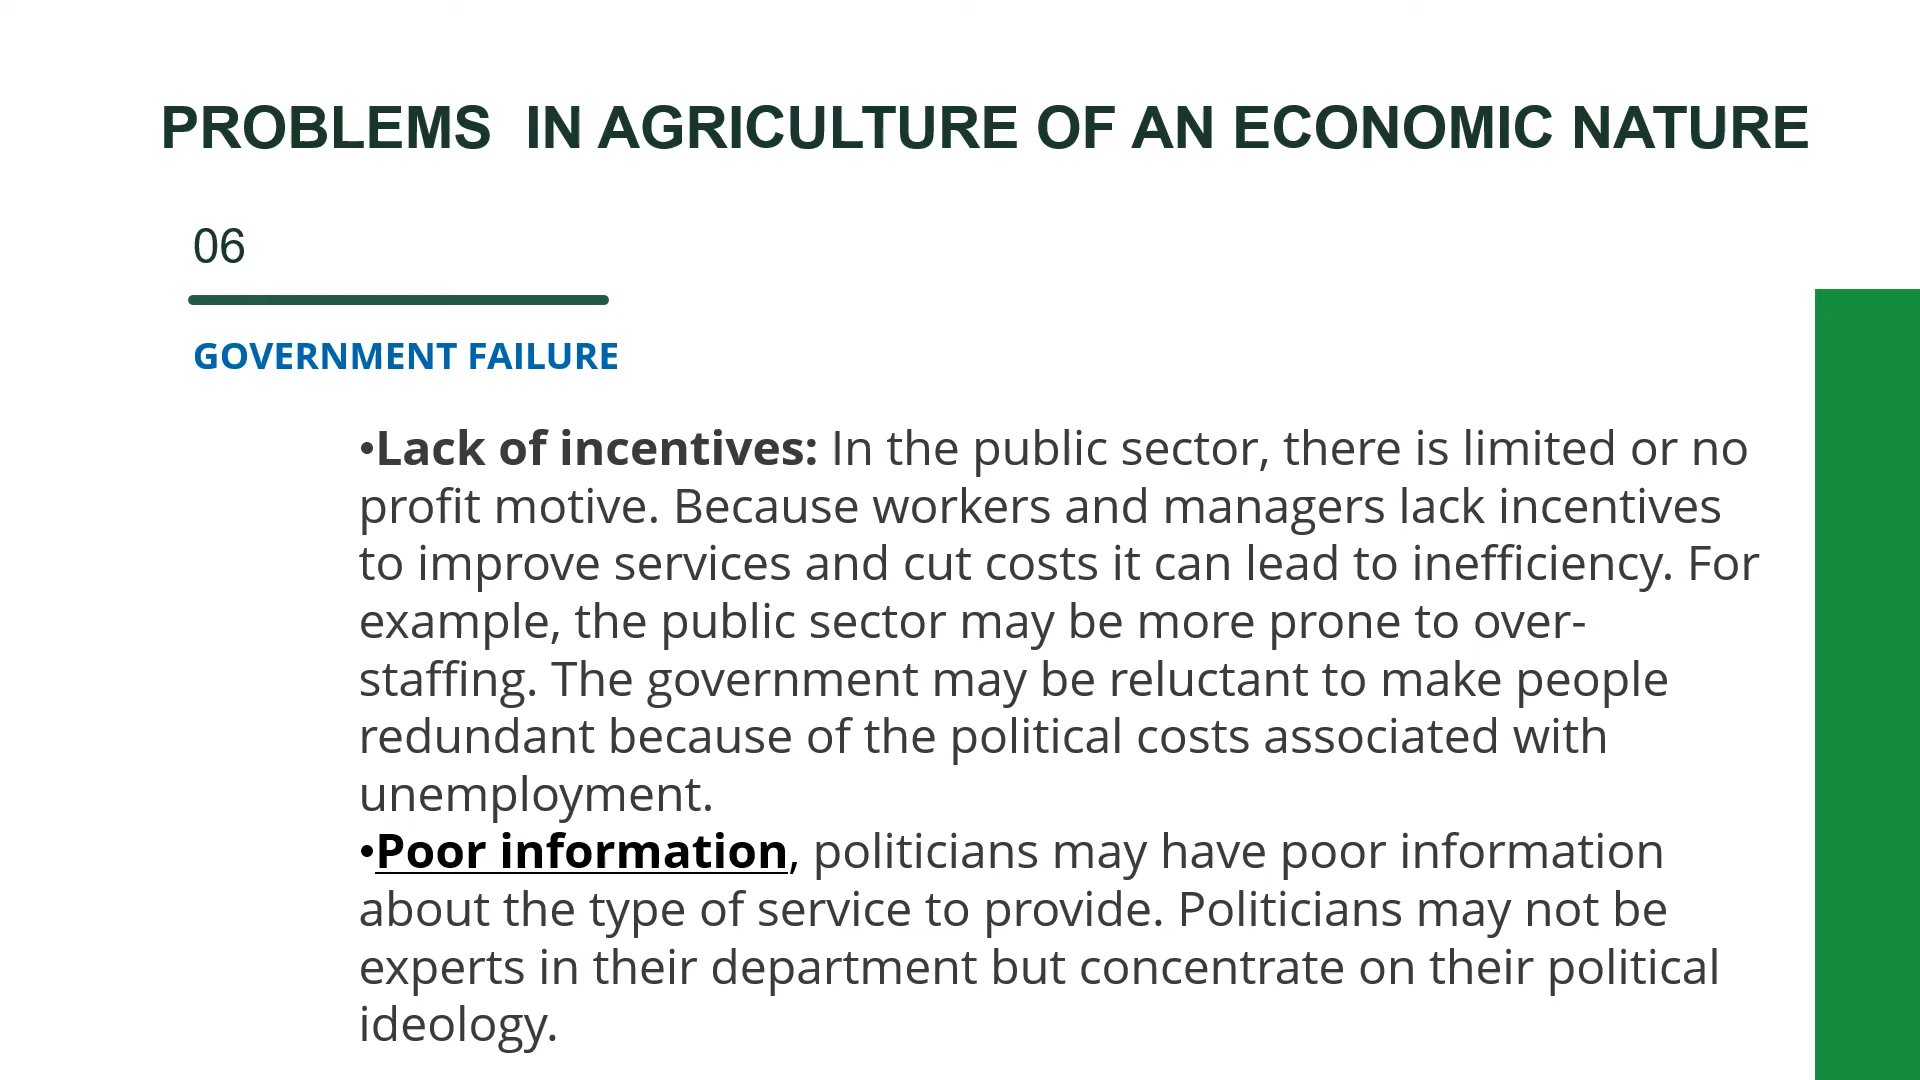 PROBLEMS  IN AGRICULTURE OF AN ECONOMIC NATURE
06
GOVERNMENT FAILURE
•Lack of incentives: In the public sector, there is limited or no
profit motive. Because workers and managers lack incentives
to improve services and cut costs it can lead to inefficiency. For
example, the public sector may be more prone to over-
staffing. The government may be reluctant to make people
redundant because of the political costs associated with
unemployment.
•Poor information, politicians may have poor information
about the type of service to provide. Politicians may not be
experts in their department but concentrate on their political
ideology.